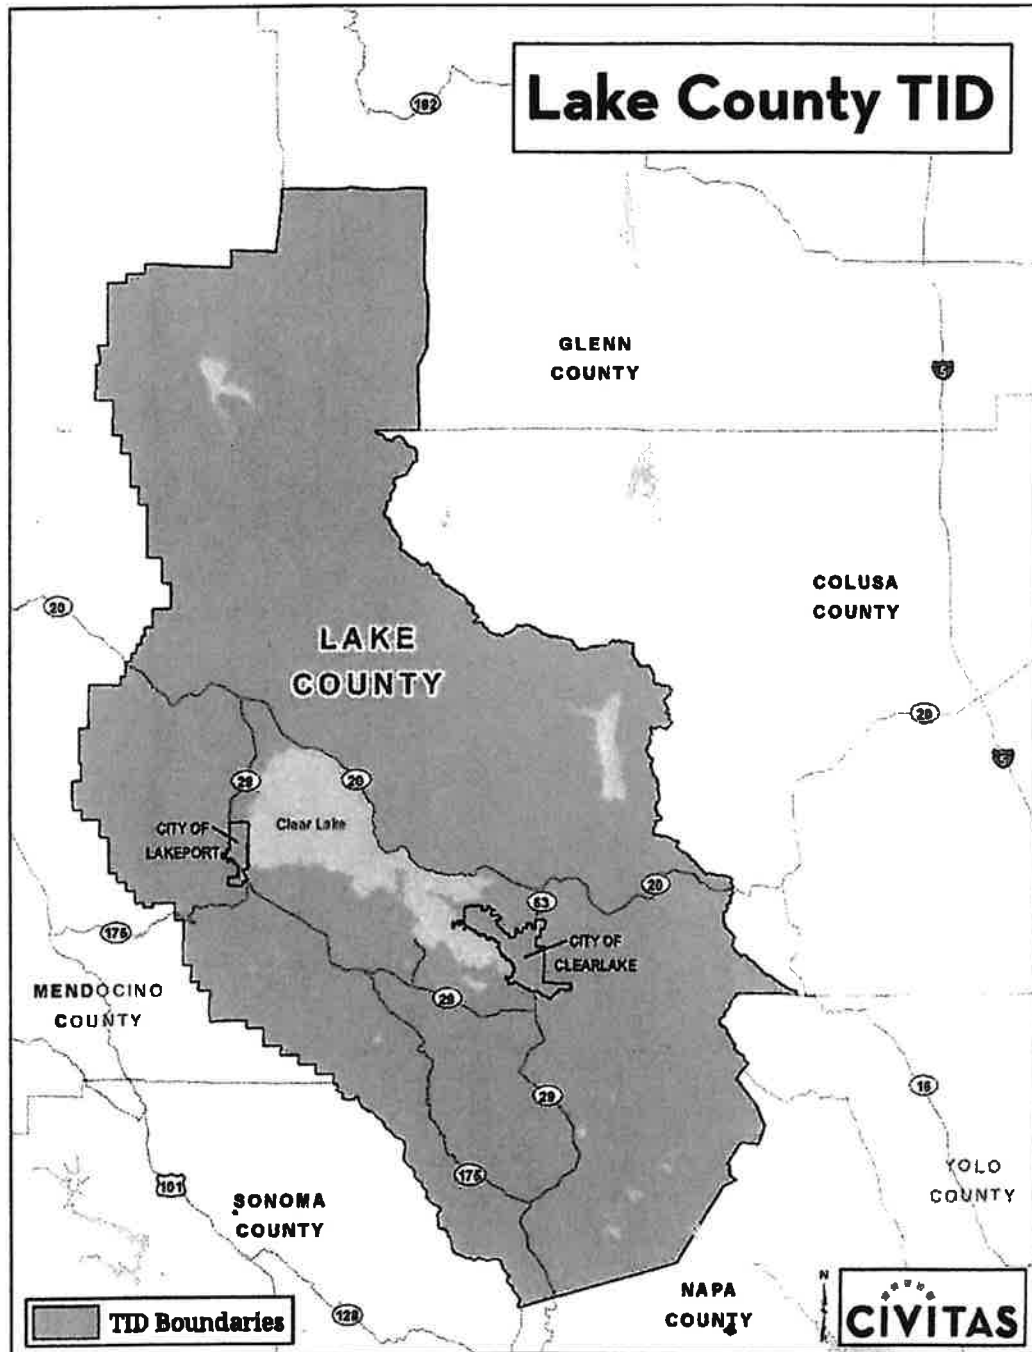 Lake County TID
162
GLENN
COUNTY
5
COLUSA
COUNTY
20
LAKE
COUNTY
20
29
20
Clear Lake
CITY OF
LAKEPORT
5
20
53
175
CITY OF
CLEARLAKE
MENDOCINO
COUNTY
29
29
16
175
YOLO
COUNTY
101
SONOMA
COUNTY
NAPA
COUNTY
N
TID Boundaries
128
CIVITAS